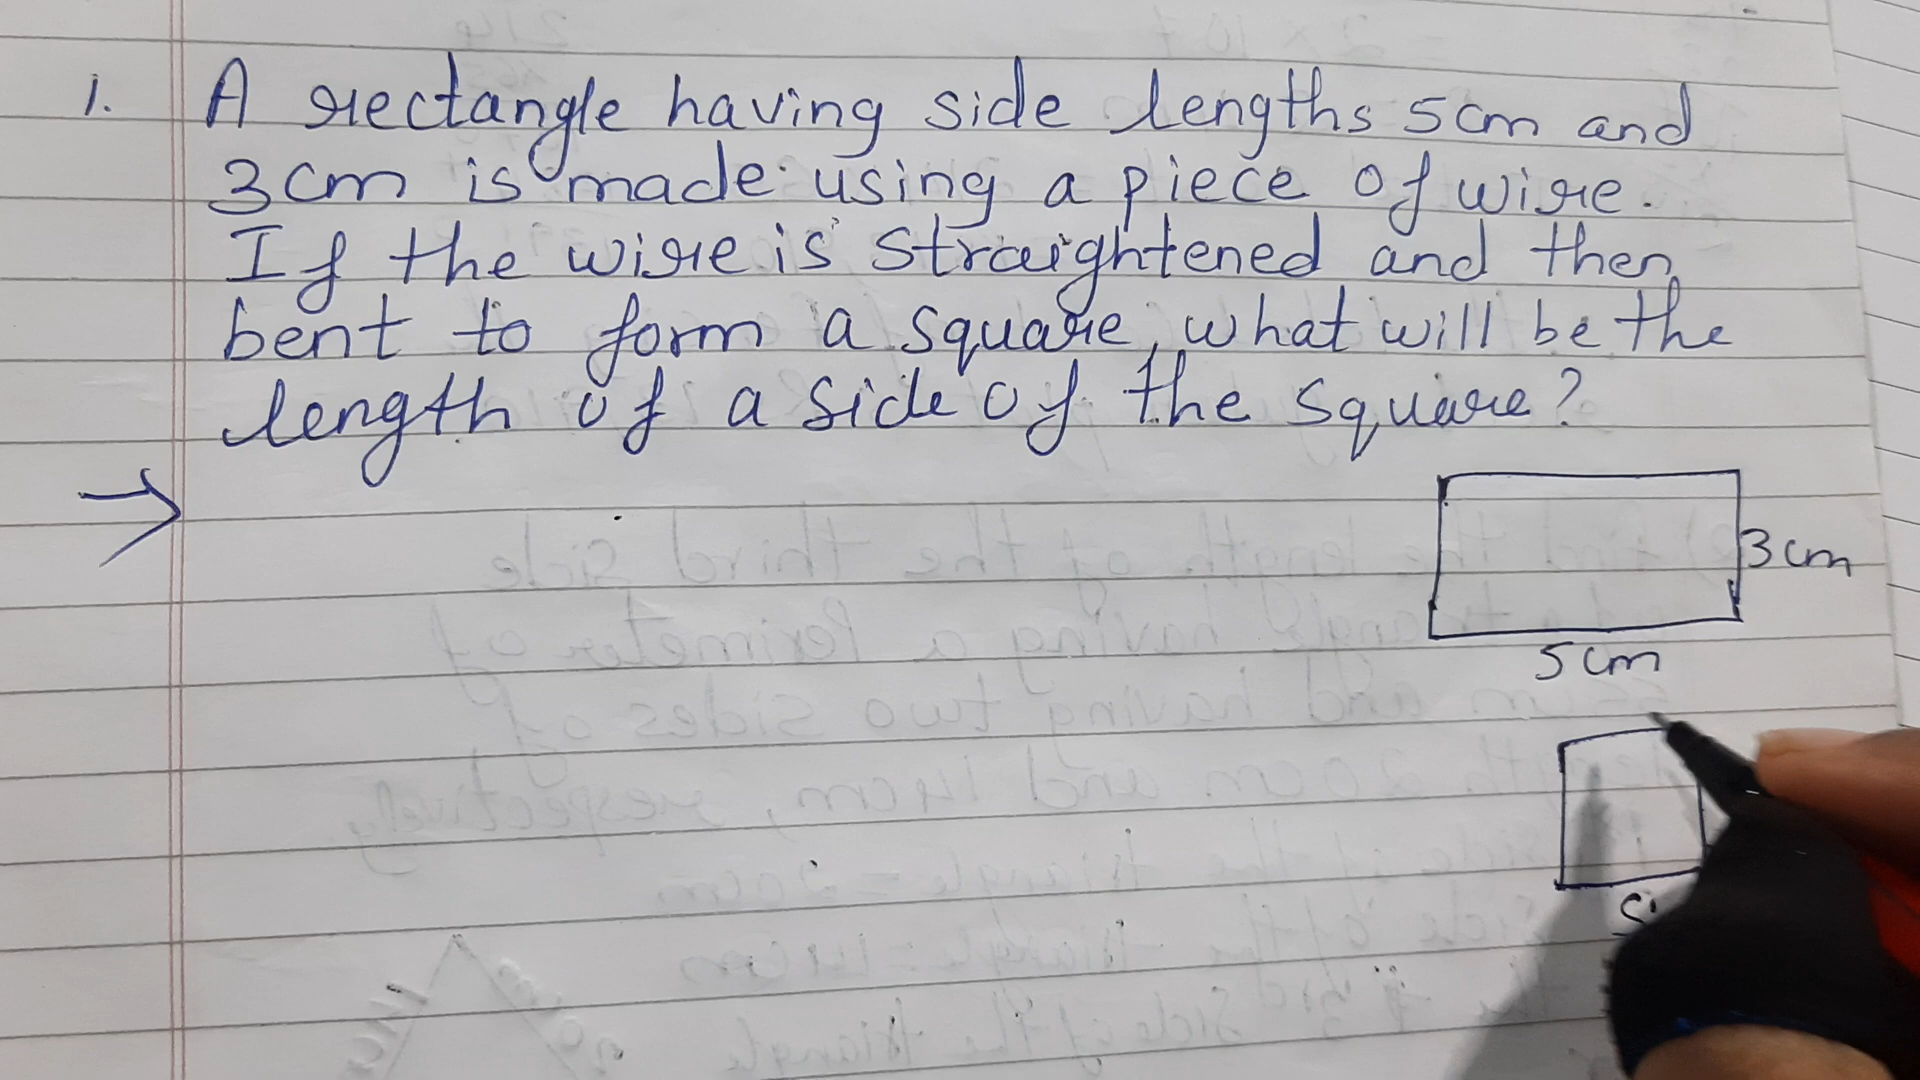 1. A rectangle having side lengths 5cm and
3cm is made using a piece of wire.
If the wire is straightened and then
bent to form a square, what will be the
length of a side of the square?
3cm
5cm